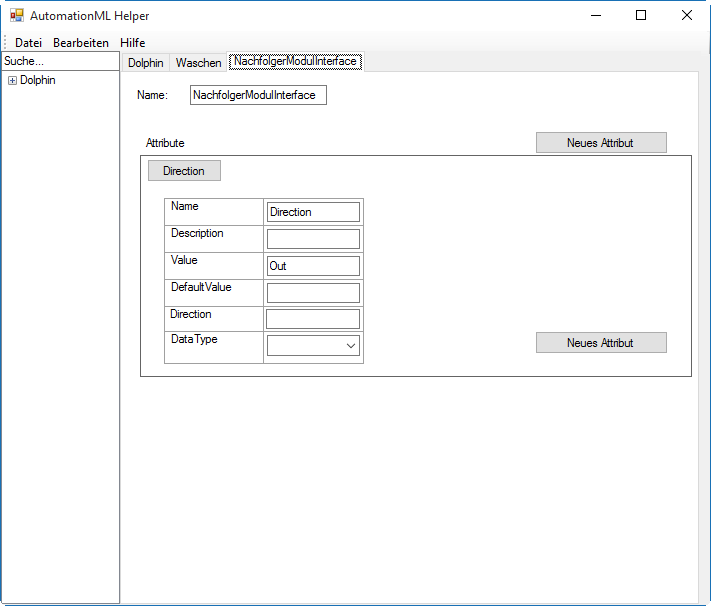 AutomationML Helper
Datei Bearbeiten Hilfe
Suche...
Dolphin
Dolphin Waschen NachfolgerModulInterface
Name: NachfolgerModulInterface
Attribute Neues Attribut
Direction
Name Direction
Description
Value Out
DefaultValue
Direction
DataType
Neues Attribut